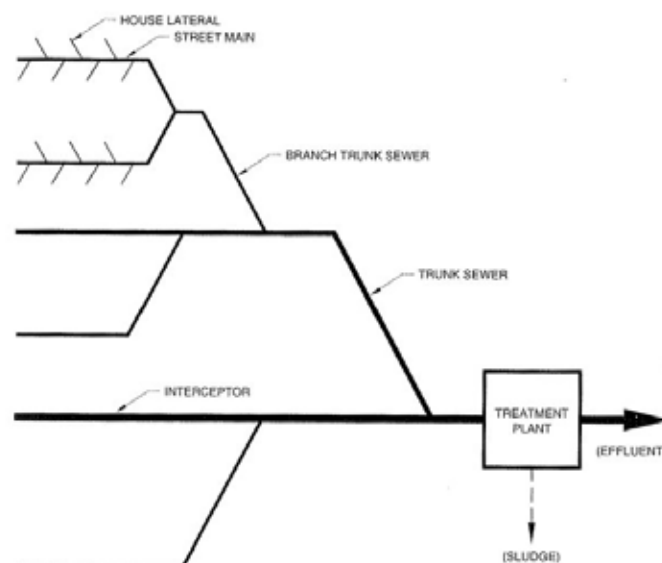 HOUSE LATERAL
STREET MAIN
BRANCH TRUNK SEWER
TRUNK SEWER
INTERCEPTOR
TREATMENT
PLANT
(EFFLUENT
(SLUDGE)